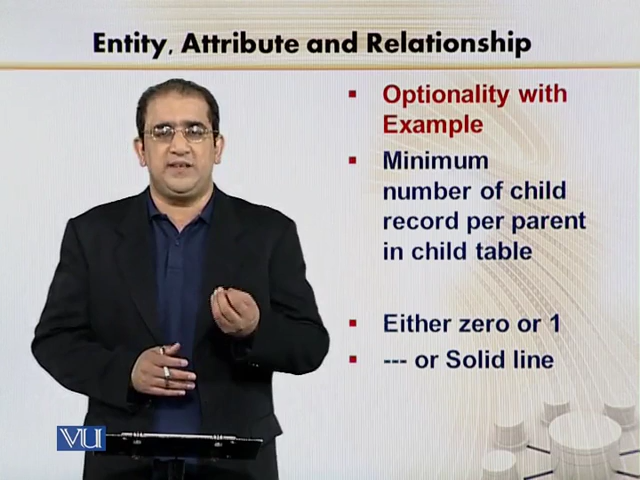 Entity, Attribute and Relationship
Optionality with
Example
Minimum
number of child
record per parent
in child table
Either zero or 1
--- or Solid line
VU